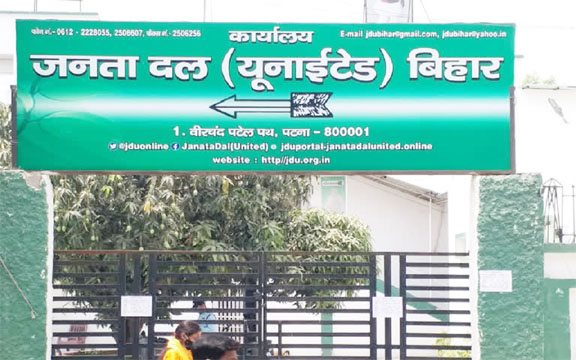 फोन नं.-0612 - 2228055, 2506607, फैक्स नं.- 2506256
कार्यालय
E-mail jdubihar@gmail.com, jdubihar@yahoo.in
जनता दल (यूनाईटेड) बिहार
1. वीरचंद पटेल पथ, पटना - 800001
@jduonline JanataDal(United) jduportal-janatadalunited.online
website : http//jdu.org.in